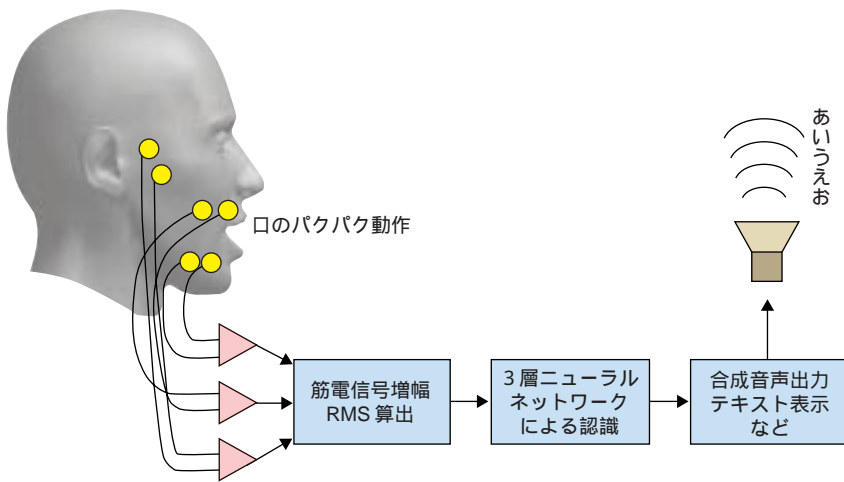 あいうえお
口のパクパク動作
筋電信号増幅
RMS 算出
3 層ニューラル
ネットワーク
による認識
合成音声出力
テキスト表示
など